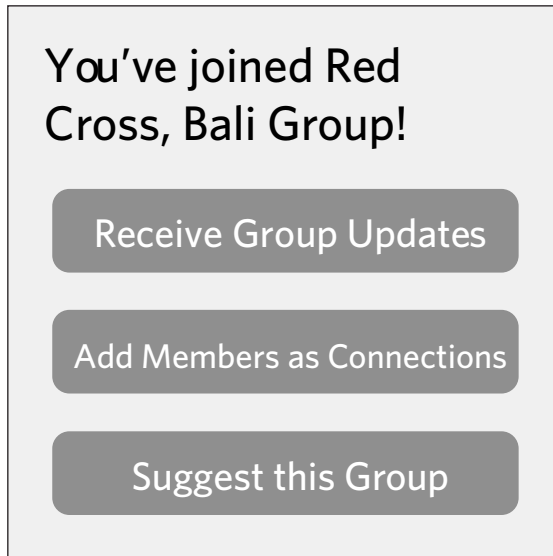 You've joined Red
Cross, Bali Group!
Receive Group Updates
Add Members as Connections
Suggest this Group